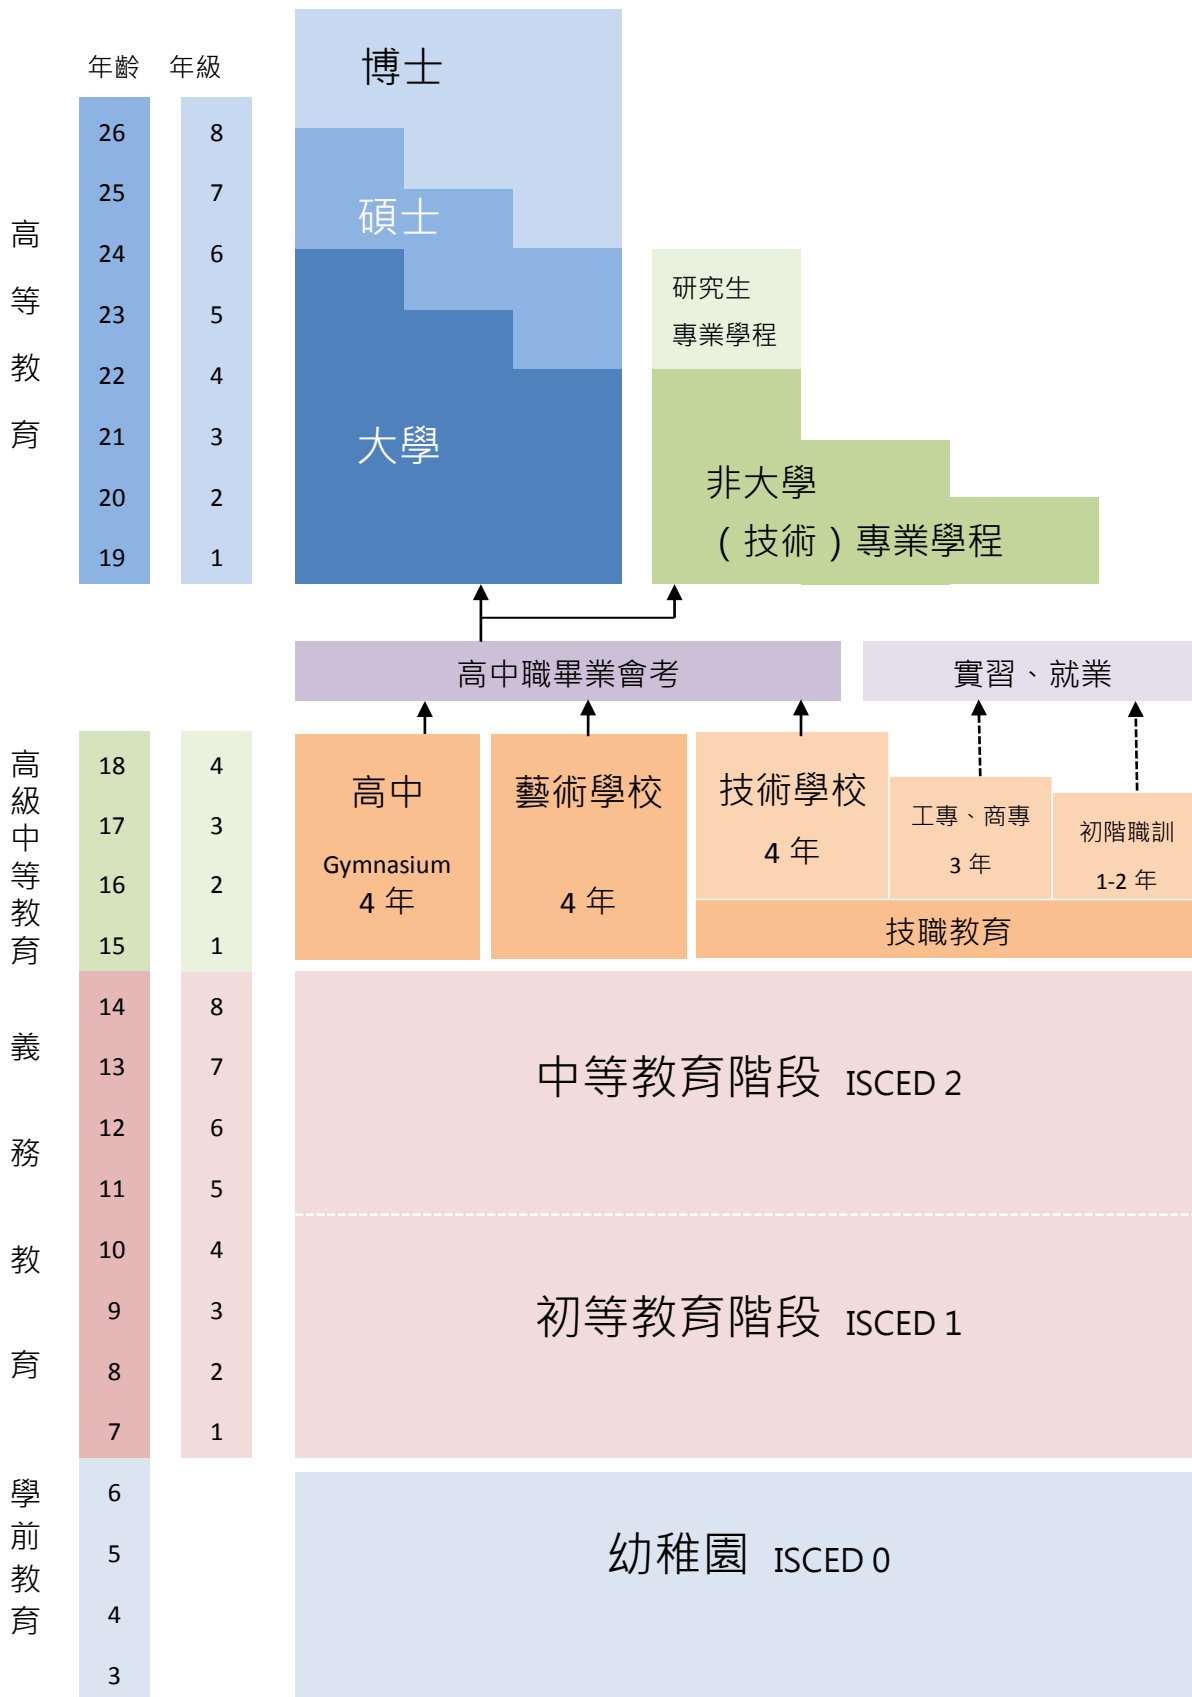 年齡 年級
博士
26 8
25 7
碩士
24 6
研究生
23 5
專業學程
22 4
21 3
大學
20 2
非大學
(技術)專業學程
19 1
高等教育
高中職畢業會考
實習、就業
高級中等教育
18 4
17 3
16 2
15 1
高中
Gymnasium
4 年
藝術學校
4 年
技術學校
4 年
工專、商專
3 年
初階職訓
1-2 年
技職教育
義務教育
14 8
13 7
12 6
11 5
10 4
9 3
8 2
7 1
中等教育階段 ISCED 2
初等教育階段 ISCED 1
學前教育
6
5
4
3
幼稚園 ISCED 0